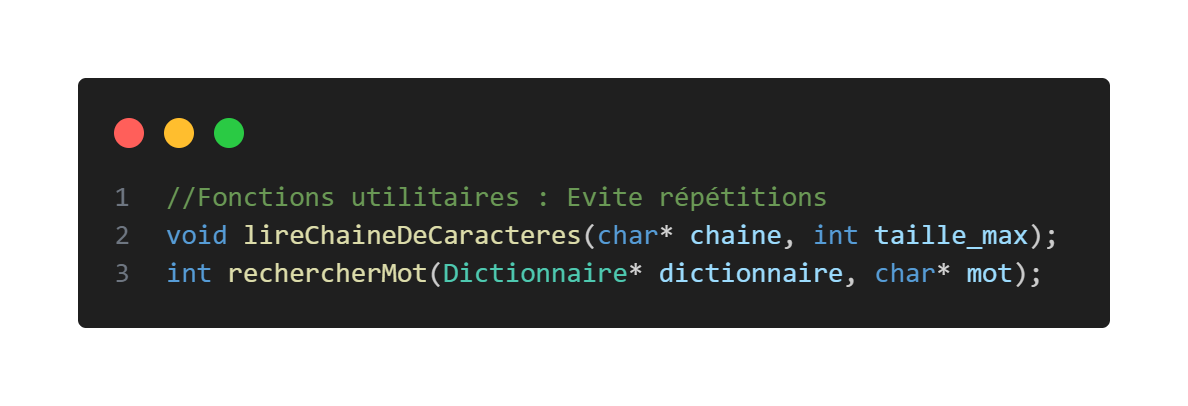 1 //Fonctions utilitaires : Evite répétitions
2 void lireChaineDeCaracteres(char* chaine, int taille_max);
3 int rechercherMot(Dictionnaire* dictionnaire, char* mot);